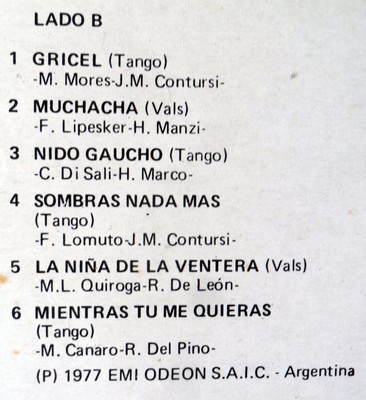 LADO B
1 GRICEL (Tango)
-M. Mores-J.M. Contursi-
2 MUCHACHA (Vals)
-F. Lipesker-H. Manzi-
3 NIDO GAUCHO (Tango)
-C. Di Sali-H. Marco-
4 SOMBRAS NADA MAS
(Tango)
-F. Lomuto-J.M. Contursi-
5 LA NIÑA DE LA VENTERA (Vals)
-M.L. Quiroga-R. De León-
6 MIENTRAS TU ME QUIERAS
(Tango)
-M. Canaro-R. Del Pino-
(P) 1977 EMI ODEON S.A.I.C. - Argentina